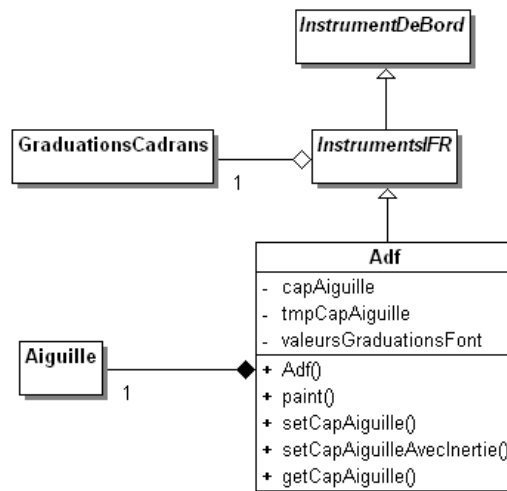 InstrumentDeBord
GraduationsCadrans
InstrumentsIFR
1
Adf
- capAiguille
- tmpCapAiguille
- valeursGraduationsFont
Aiguille
1
+ Adf()
+ paint()
+ setCapAiguille()
+ setCapAiguilleAvecInertie()
+ getCapAiguille()